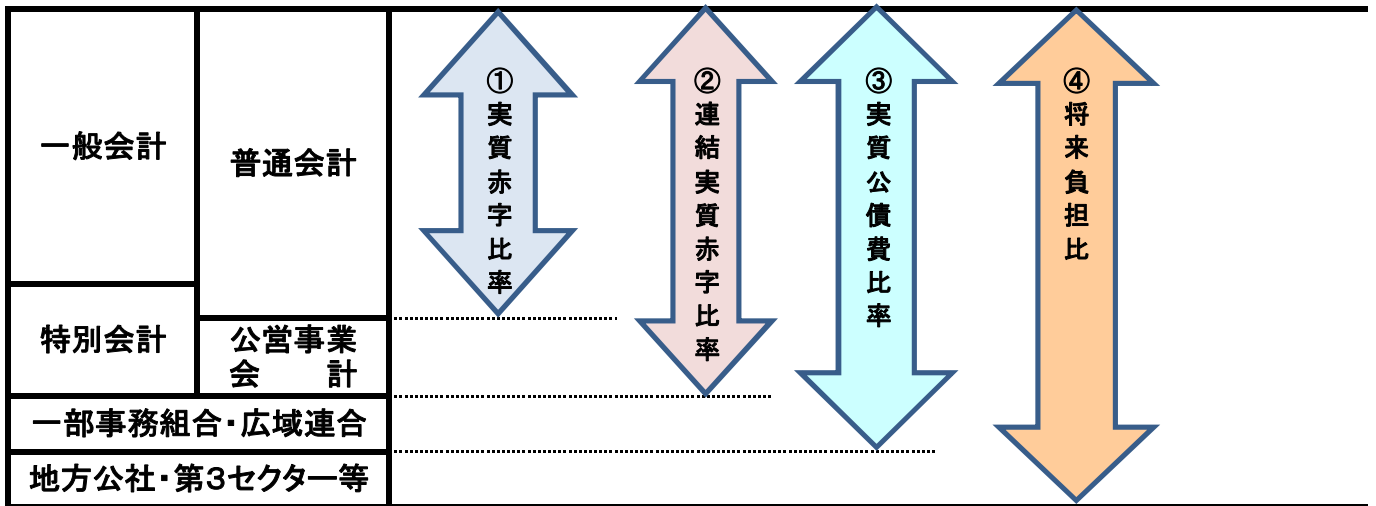 一般会計
普通会計
特別会計
公営事業
会　　計
一部事務組合・広域連合
地方公社・第3セクター等
①実質赤字比率
②連結実質赤字比率
③実質公債費比率
④将来負担比